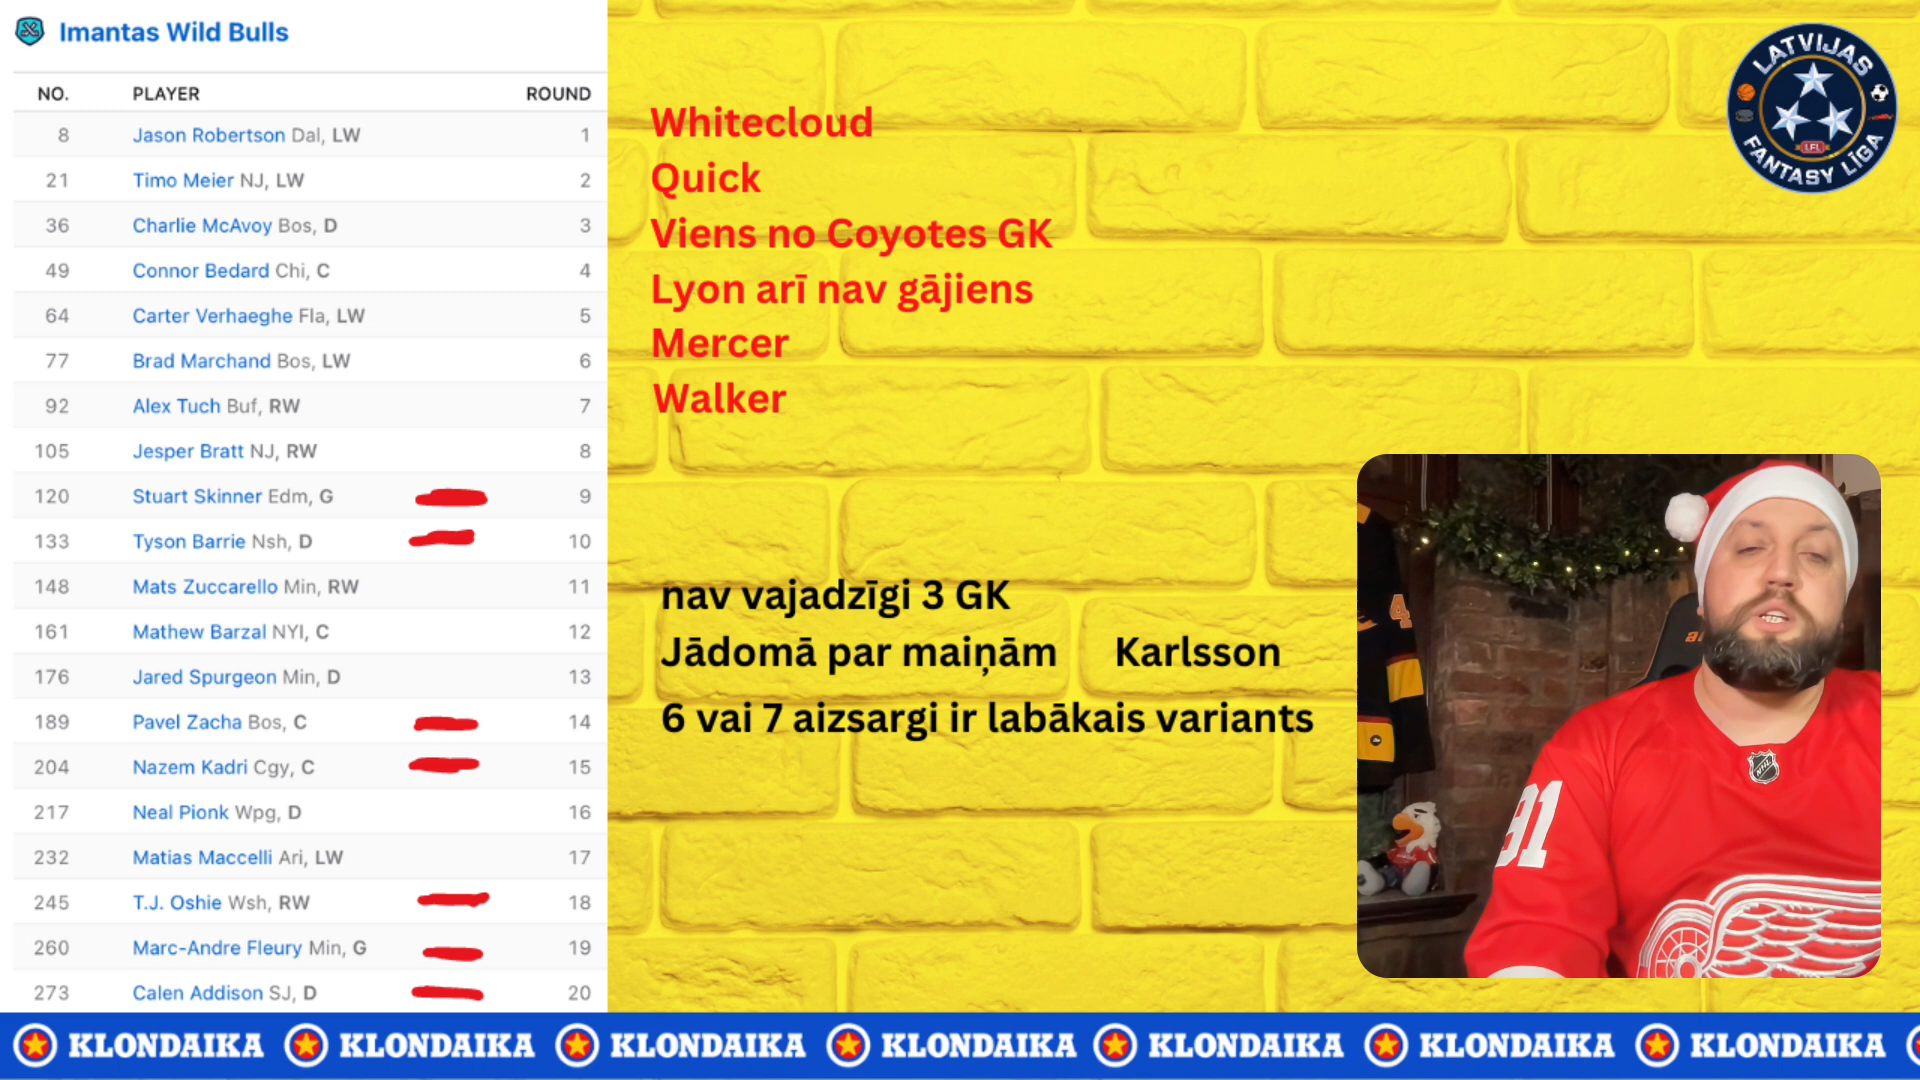 Imantas Wild Bulls
NO. PLAYER ROUND
8 Jason Robertson Dal, LW 1
21 Timo Meier NJ, LW 2
36 Charlie McAvoy Bos, D 3
49 Connor Bedard Chi, C 4
64 Carter Verhaeghe Fla, LW 5
77 Brad Marchand Bos, LW 6
92 Alex Tuch Buf, RW 7
105 Jesper Bratt NJ, RW 8
120 Stuart Skinner Edm, G 9
133 Tyson Barrie Nsh, D 10
148 Mats Zuccarello Min, RW 11
161 Mathew Barzal NYI, C 12
176 Jared Spurgeon Min, D 13
189 Pavel Zacha Bos, C 14
204 Nazem Kadri Cgy, C 15
217 Neal Pionk Wpg, D 16
232 Matias Maccelli Ari, LW 17
245 T.J. Oshie Wsh, RW 18
260 Marc-Andre Fleury Min, G 19
273 Calen Addison SJ, D 20
Whitecloud
Quick
Viens no Coyotes GK
Lyon arī nav gājiens
Mercer
Walker
nav vajadzīgi 3 GK
Jādomā par maiņām Karlsson
6 vai 7 aizsargi ir labākais variants
LATVIJAS
LFL
FANTASY LĪGA
4
91
NHL
KLONDAIKA KLONDAIKA KLONDAIKA KLONDAIKA KLONDAIKA KLONDAIKA KLONDAIKA